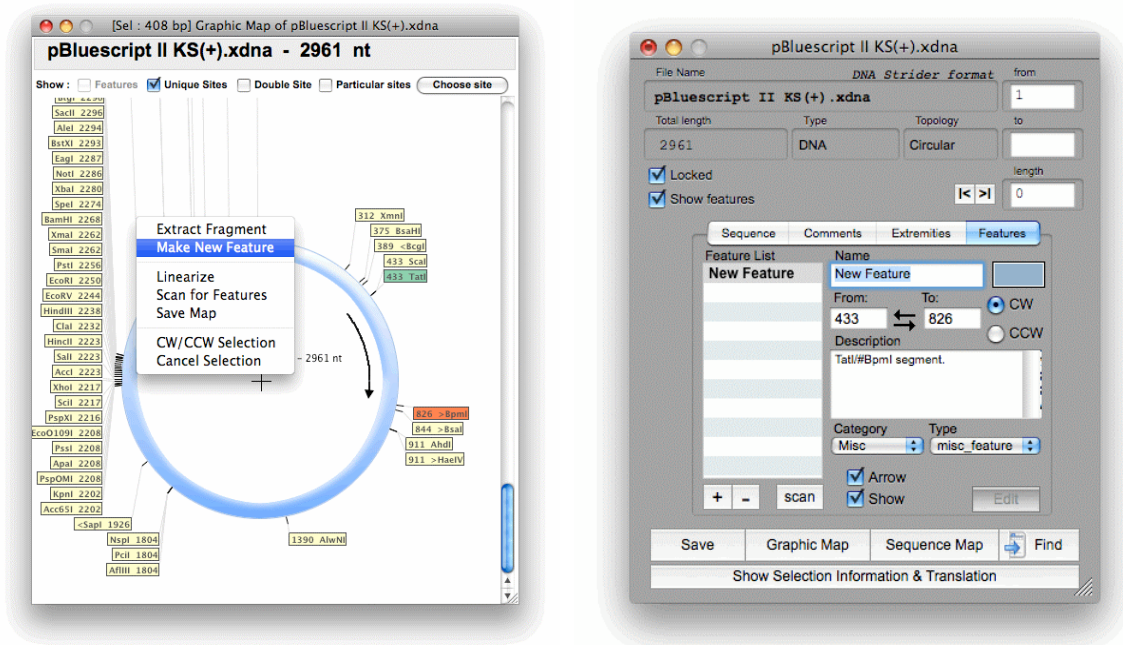 [Sel : 408 bp] Graphic Map of pBluescript II KS(+).xdna
pBluescript II KS(+).xdna - 2961 nt
Show : Features Unique Sites Double Site Particular sites Choose site
SacII 2296
AleI 2294
BstXI 2293
EagI 2287
NotI 2286
XbaI 2280
SpeI 2274
BamHI 2268
XmaI 2262
SmaI 2262
PstI 2256
EcoRI 2250
EcoRV 2244
HindIII 2238
ClaI 2232
HincII 2223
SalI 2223
AccI 2223
XhoI 2217
SciI 2217
PspXI 2216
EcoO109I 2208
PssI 2208
ApaI 2208
PspOMI 2208
KpnI 2202
Acc65I 2202
<SapI 1926
NspI 1804
PciI 1804
AflIII 1804
Extract Fragment
Make New Feature
Linearize
Scan for Features
Save Map
CW/CCW Selection
Cancel Selection
- 2961 nt
312 XmnI
375 BsaHI
389 <BcgI
433 ScaI
433 TatI
826 >BpmI
844 >BsaI
911 AhdI
911 >HaeIV
1390 AlwNI
pBluescript II KS(+).xdna
File Name DNA Strider format from
pBluescript II KS(+).xdna 1
Total length Type Topology to
2961 DNA Circular
Locked length
Show features |< >| 0
Sequence Comments Extremities Features
Feature List Name
New Feature New Feature
From: To: CW
433 826
CCW
Description
TatI/#BpmI segment.
Category Type
Misc misc_feature
Arrow
+ - scan Show Edit
Save Graphic Map Sequence Map Find
Show Selection Information & Translation